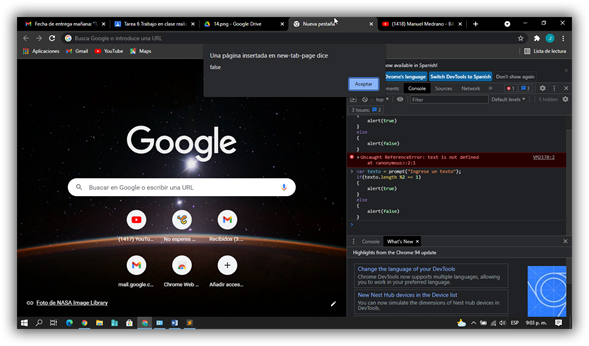 Fecha de entrega mañana: "T
Tarea 6 Trabajo en clase reali
14.png - Google Drive
Nueva pestaña
(1418) Manuel Medrano - BA
Busca Google o introduce una URL
Aplicaciones
Gmail
YouTube
Maps
Lista de lectura
Una página insertada en new-tab-page dice
false
Aceptar
now available in Spanish!
Chrome's language
Switch DevTools to Spanish
Don't show again
ements
Console
Sources
Network
1
3
top
Filter
Default levels
1 hidden
3 Issues: 3
{
alert(true)
}
else
{
alert(false)
}
Uncaught ReferenceError: text is not defined
at <anonymous>:2:1
VM2170:2
var texto = prompt("Ingrese un texto");
if(texto.length %2 == 1)
{
alert(true)
}
else
{
alert(false)
}
Google
Buscar en Google o escribir una URL
(1417) YouTu...
No espereno ...
Recibidos (3...
mail.google.c...
Chrome Web ...
Añadir acces...
Foto de NASA Image Library
Console
What's New
Highlights from the Chrome 94 update
Change the language of your DevTools
Chrome DevTools now supports multiple languages, allowing
you to work in your preferred language.
New Nest Hub devices in the Device list
You can now simulate the dimensions of Nest Hub devices in
DevTools.
ESP
9:03 p. m.